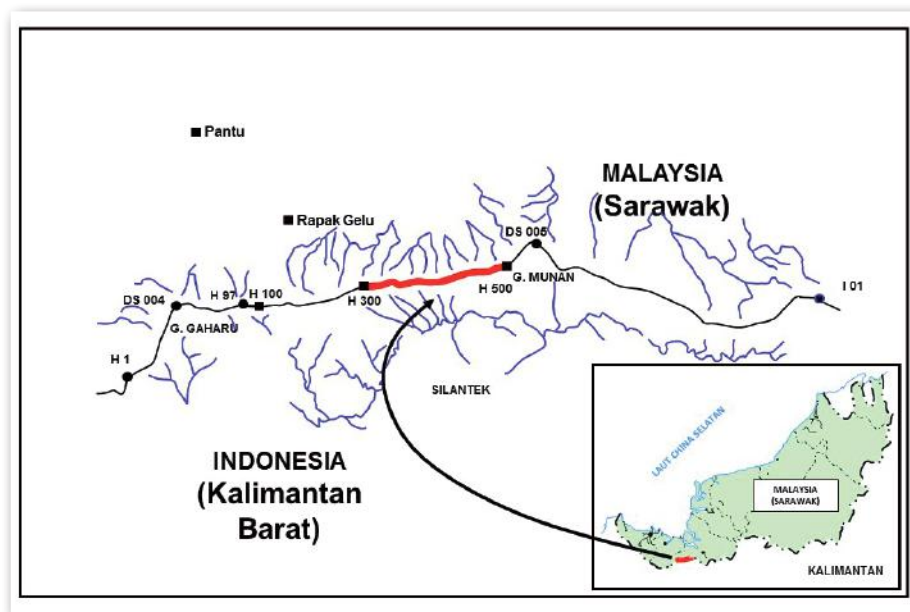 Pantu
MALAYSIA
(Sarawak)
Rapak Gelu
DS 005
G. MUNAN
H 500
H 300
DS 004
H 97
H 100
G. GAHARU
I 01
H 1
SILANTEK
INDONESIA
(Kalimantan
Barat)
LAUT CHINA SELATAN
MALAYSIA
(SARAWAK)
KALIMANTAN